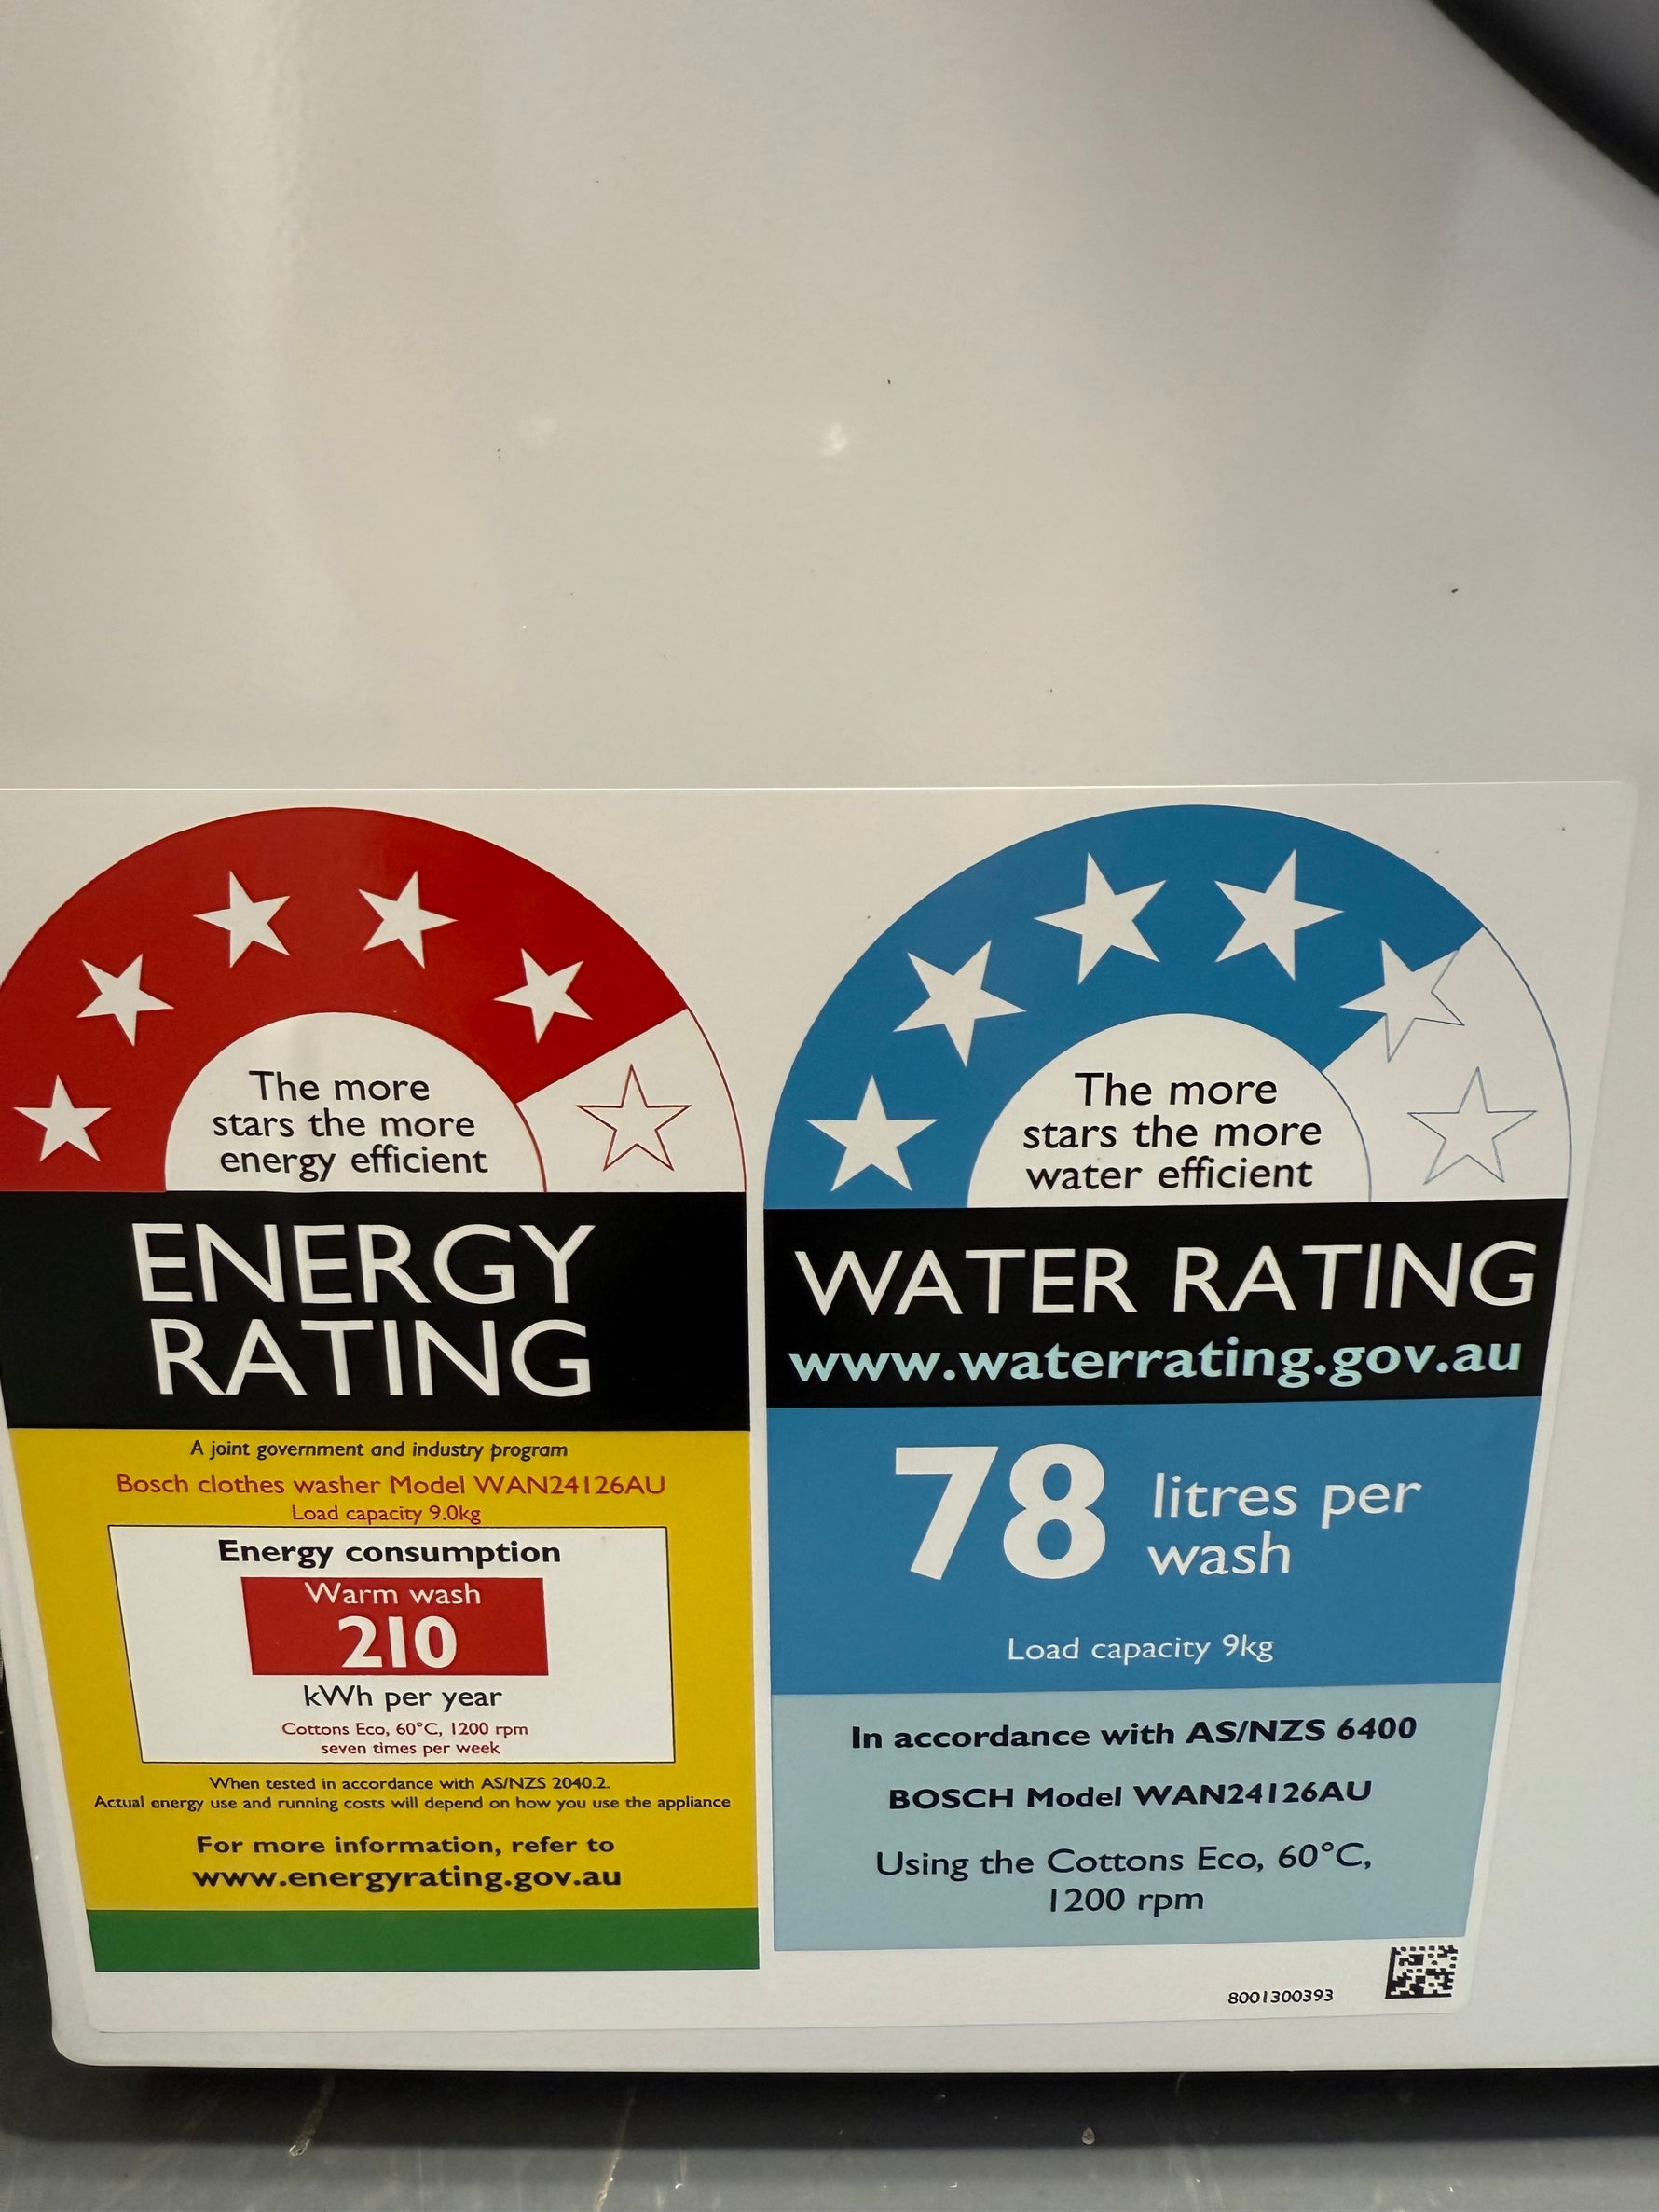 The more
stars the more
energy efficient
ENERGY
RATING
A joint government and industry program
Bosch clothes washer Model WAN24126AU
Load capacity 9.0kg
Energy consumption
Warm wash
210
kWh per year
Cottons Eco, 60°C, 1200 rpm
seven times per week
When tested in accordance with AS/NZS 2040.2.
Actual energy use and running costs will depend on how you use the appliance
For more information, refer to
www.energyrating.gov.au
The more
stars the more
water efficient
WATER RATING
www.waterrating.gov.au
78 litres per
wash
Load capacity 9kg
In accordance with AS/NZS 6400
BOSCH Model WAN24126AU
Using the Cottons Eco, 60°C,
1200 rpm
8001300393